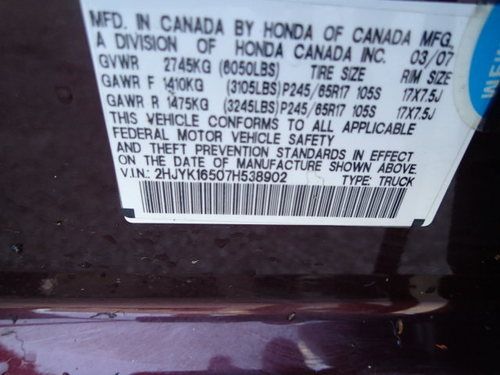 MFD. IN CANADA BY HONDA OF CANADA MFG.
A DIVISION OF HONDA CANADA INC. 03/07
GVWR 2745KG (6050LBS) TIRE SIZE RIM SIZE
GAWR F 1410KG (3105LBS) P245/65R17 105S 17X7.5J
GAWR R 1475KG (3245LBS) P245/65R17 105S 17X7.5J
THIS VEHICLE CONFORMS TO ALL APPLICABLE
FEDERAL MOTOR VEHICLE SAFETY
AND THEFT PREVENTION STANDARDS IN EFFECT
ON THE DATE OF MANUFACTURE SHOWN ABOVE.
V.I.N.: 2HJYK16507H538902 TYPE: TRUCK